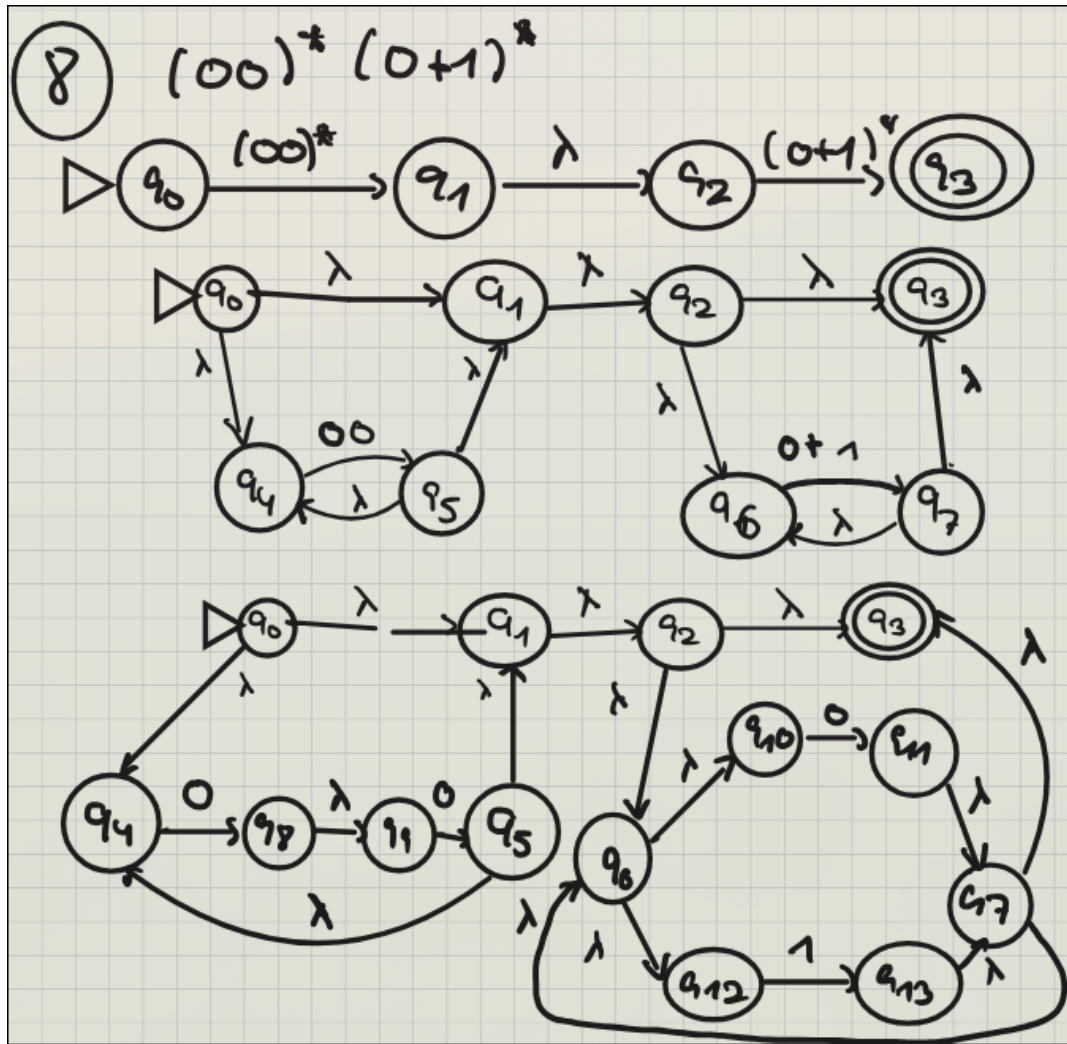 8 (00)* (0+1)*
(00)* λ (0+1)*
q0 q1 q2 q3
λ λ λ
q0 q1 q2 q3
λ λ λ λ
00 0+1
q4 λ q5 q6 λ q7
λ λ λ
q0 q1 q2 q3
λ λ λ λ
q10 0 q11
λ λ
q4 0 q8 λ q9 0 q5 q6 q7
λ λ λ λ
q12 1 q13